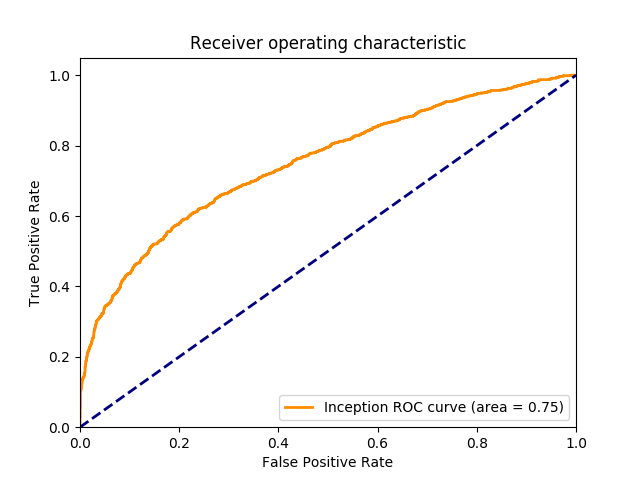 Receiver operating characteristic
True Positive Rate
1.0
0.8
0.6
0.4
0.2
0.0
Inception ROC curve (area = 0.75)
0.0 0.2 0.4 0.6 0.8 1.0
False Positive Rate